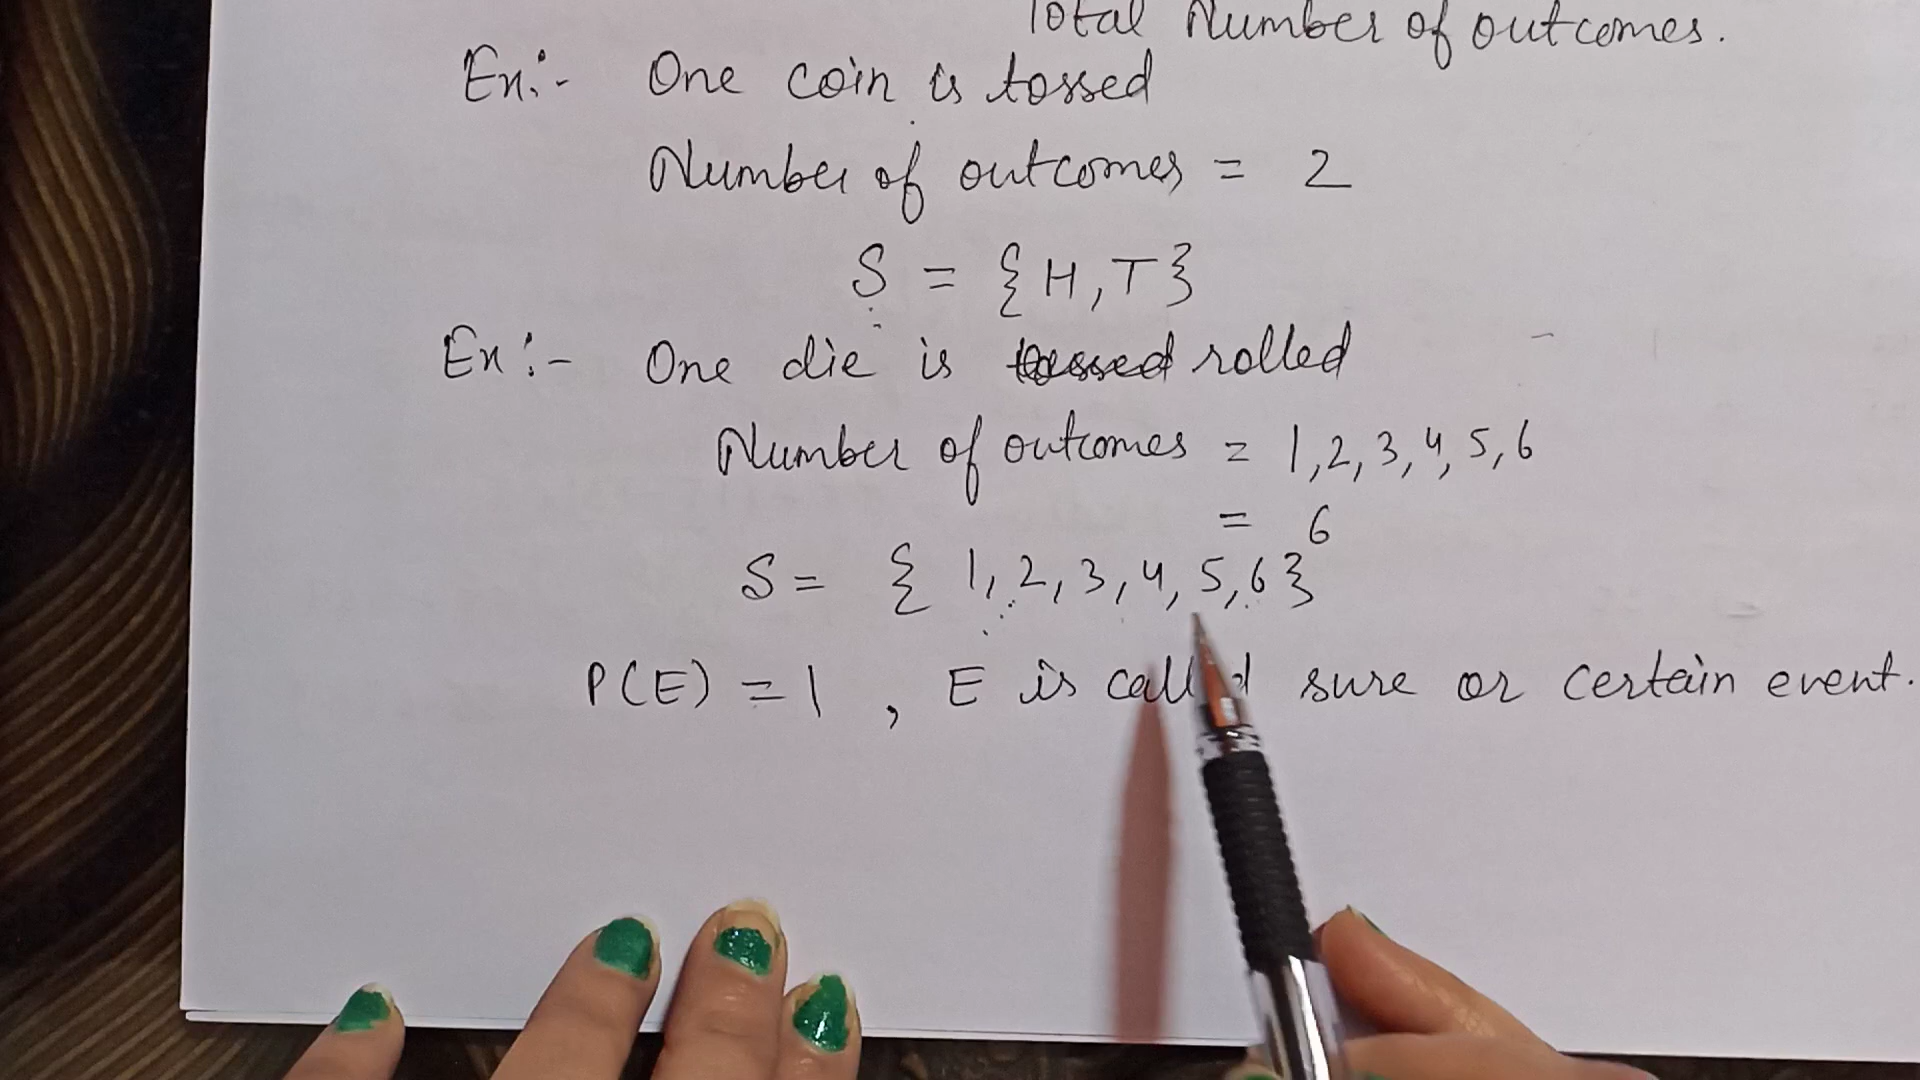 Total Number of outcomes.
Ex:- One coin is tossed
Number of outcomes = 2
S = {H,T}
Ex:- One die is tossed rolled
Number of outcomes = 1,2,3,4,5,6
= 6
S = { 1,2,3,4,5,6}
P(E) = 1 , E is called sure or certain event.